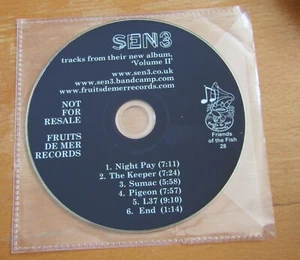 SEN3
tracks from their new album,
'Volume II'
www.sen3.co.uk
www.sen3.bandcamp.com
www.fruitsdemerrecords.com
NOT
FOR
RESALE
FRUITS
DE MER
RECORDS
Friends
of the Fish
28
1. Night Pay (7:11)
2. The Keeper (7:24)
3. Sumac (5:58)
4. Pigeon (7:57)
5. L37 (9:10)
6. End (1:14)